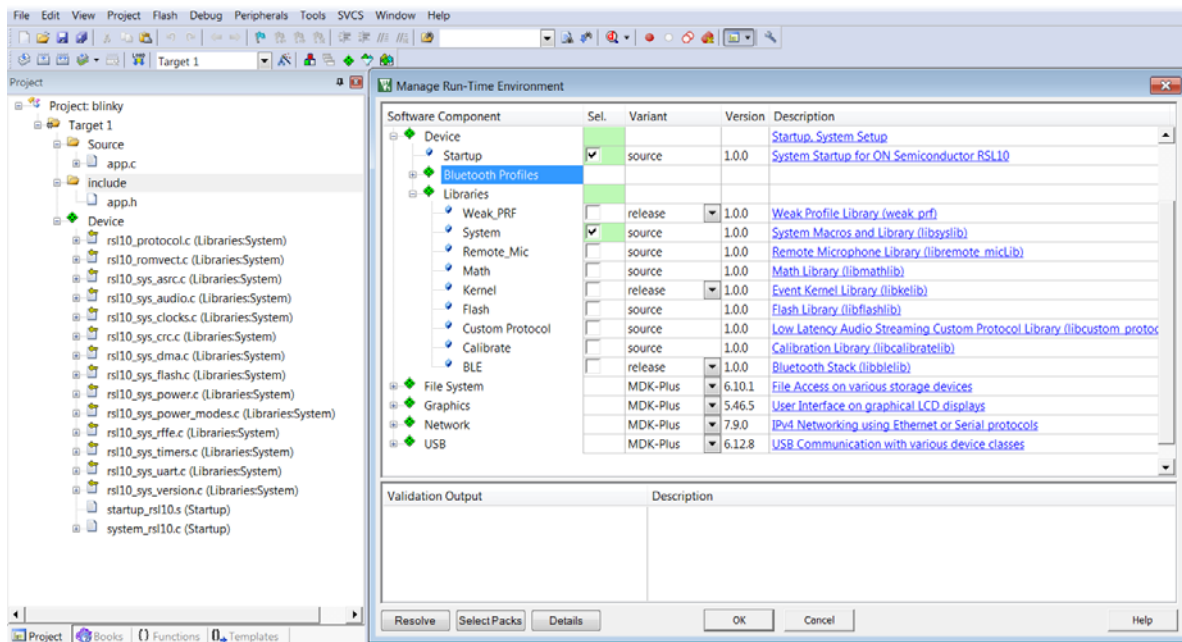 File Edit View Project Flash Debug Peripherals Tools SVCS Window Help
Target 1
Project
Project: blinky
Target 1
Source
app.c
include
app.h
Device
rsl10_protocol.c (Libraries:System)
rsl10_romvect.c (Libraries:System)
rsl10_sys_asrc.c (Libraries:System)
rsl10_sys_audio.c (Libraries:System)
rsl10_sys_clocks.c (Libraries:System)
rsl10_sys_crc.c (Libraries:System)
rsl10_sys_dma.c (Libraries:System)
rsl10_sys_flash.c (Libraries:System)
rsl10_sys_power.c (Libraries:System)
rsl10_sys_power_modes.c (Libraries:System)
rsl10_sys_rffe.c (Libraries:System)
rsl10_sys_timers.c (Libraries:System)
rsl10_sys_uart.c (Libraries:System)
rsl10_sys_version.c (Libraries:System)
startup_rsl10.s (Startup)
system_rsl10.c (Startup)
Project Books Functions Templates
Manage Run-Time Environment
Software Component Sel. Variant Version Description
Device Startup, System Setup
Startup source 1.0.0 System Startup for ON Semiconductor RSL10
Bluetooth Profiles
Libraries
Weak_PRF release 1.0.0 Weak Profile Library (weak_prf)
System source 1.0.0 System Macros and Library (libsyslib)
Remote_Mic source 1.0.0 Remote Microphone Library (libremote_micLib)
Math source 1.0.0 Math Library (libmathlib)
Kernel release 1.0.0 Event Kernel Library (libkelib)
Flash source 1.0.0 Flash Library (libflashlib)
Custom Protocol source 1.0.0 Low Latency Audio Streaming Custom Protocol Library (libcustom_protoc
Calibrate source 1.0.0 Calibration Library (libcalibratelib)
BLE release 1.0.0 Bluetooth Stack (libblelib)
File System MDK-Plus 6.10.1 File Access on various storage devices
Graphics MDK-Plus 5.46.5 User Interface on graphical LCD displays
Network MDK-Plus 7.9.0 IPv4 Networking using Ethernet or Serial protocols
USB MDK-Plus 6.12.8 USB Communication with various device classes
Validation Output Description
Resolve Select Packs Details OK Cancel Help